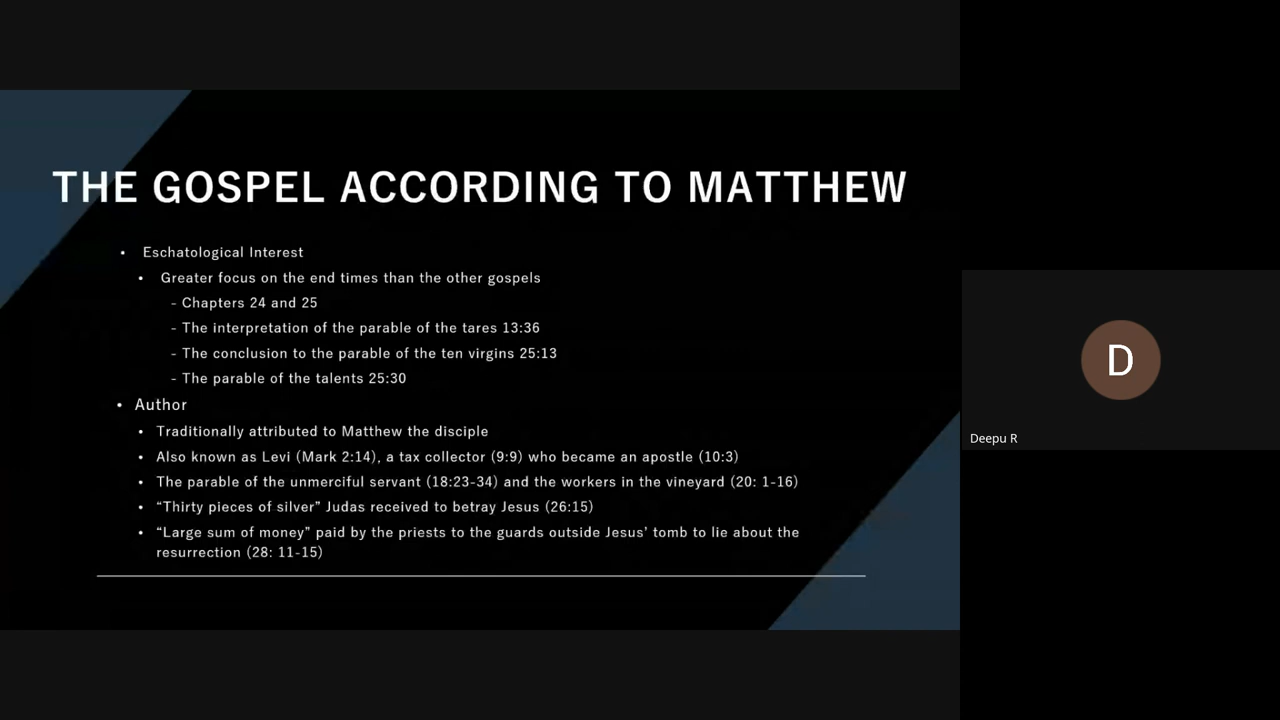 THE GOSPEL ACCORDING TO MATTHEW
• Eschatological Interest
• Greater focus on the end times than the other gospels
- Chapters 24 and 25
- The interpretation of the parable of the tares 13:36
- The conclusion to the parable of the ten virgins 25:13
- The parable of the talents 25:30
• Author
• Traditionally attributed to Matthew the disciple
• Also known as Levi (Mark 2:14), a tax collector (9:9) who became an apostle (10:3)
• The parable of the unmerciful servant (18:23-34) and the workers in the vineyard (20: 1-16)
• “Thirty pieces of silver” Judas received to betray Jesus (26:15)
• “Large sum of money” paid by the priests to the guards outside Jesus’ tomb to lie about the
resurrection (28: 11-15)
D
Deepu R